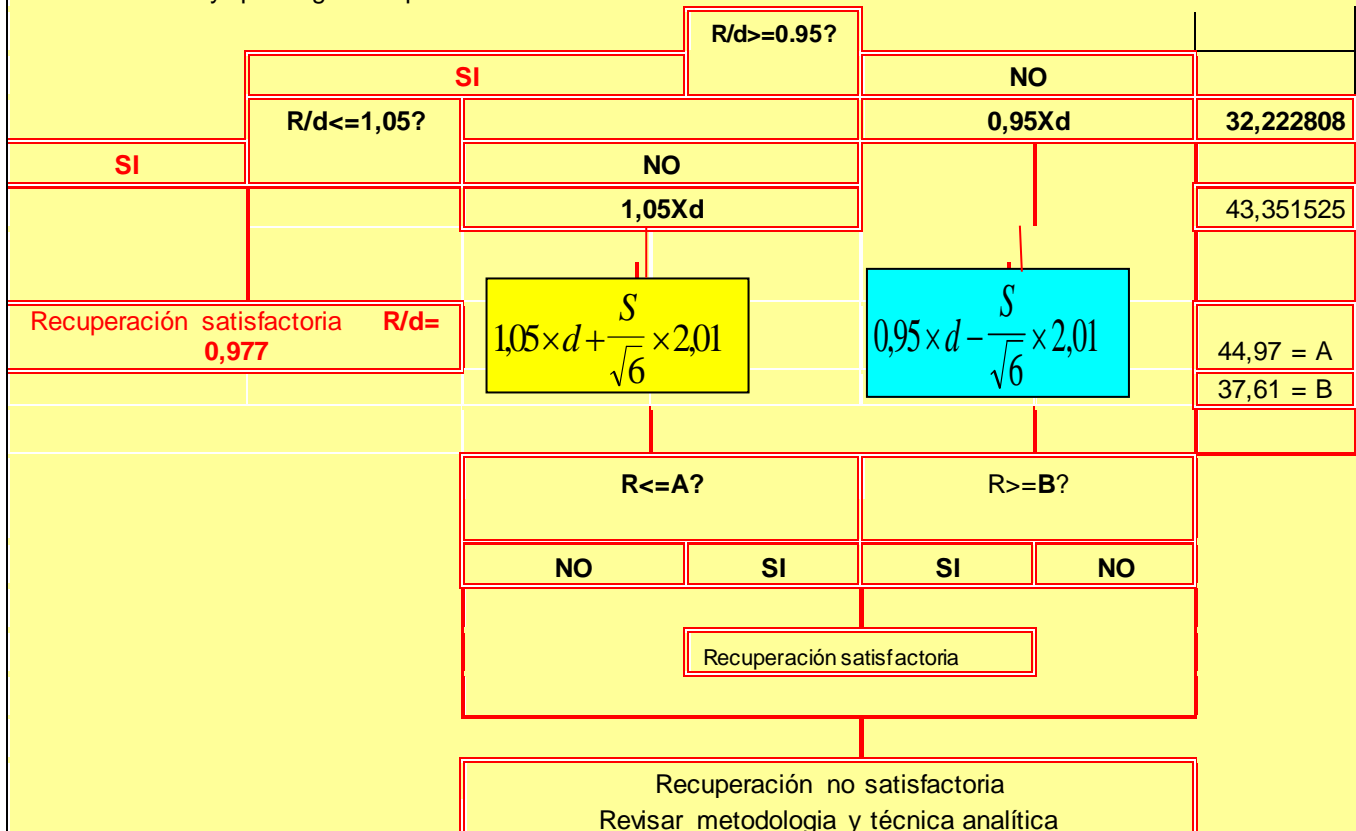 R/d>=0.95?
SI NO
R/d<=1,05? 0,95Xd 32,222808
SI NO
1,05Xd 43,351525
Recuperación satisfactoria R/d=
0,977
1,05×d+S/√6×2,01
0,95×d−S/√6×2,01
44,97 = A
37,61 = B
R<=A? R>=B?
NO SI SI NO
Recuperación satisfactoria
Recuperación no satisfactoria
Revisar metodologia y técnica analítica